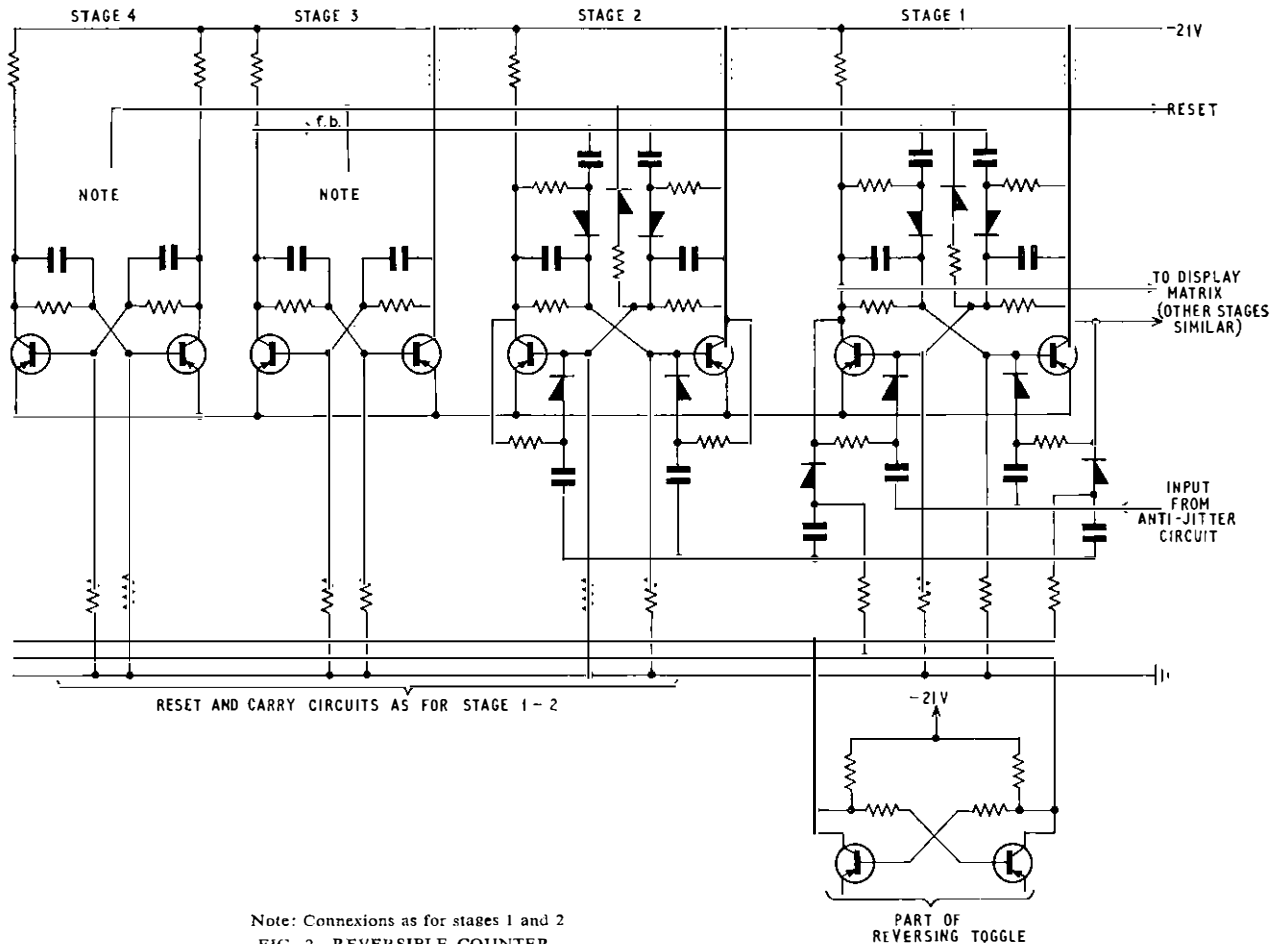 STAGE 4
STAGE 3
STAGE 2
STAGE 1
−21V
RESET
f.b.
NOTE
NOTE
TO DISPLAY
MATRIX
(OTHER STAGES
SIMILAR)
INPUT
FROM
ANTI-JITTER
CIRCUIT
RESET AND CARRY CIRCUITS AS FOR STAGE 1-2
−21V
PART OF
REVERSING TOGGLE
Note: Connexions as for stages 1 and 2
FIG. 2. REVERSIBLE COUNTER